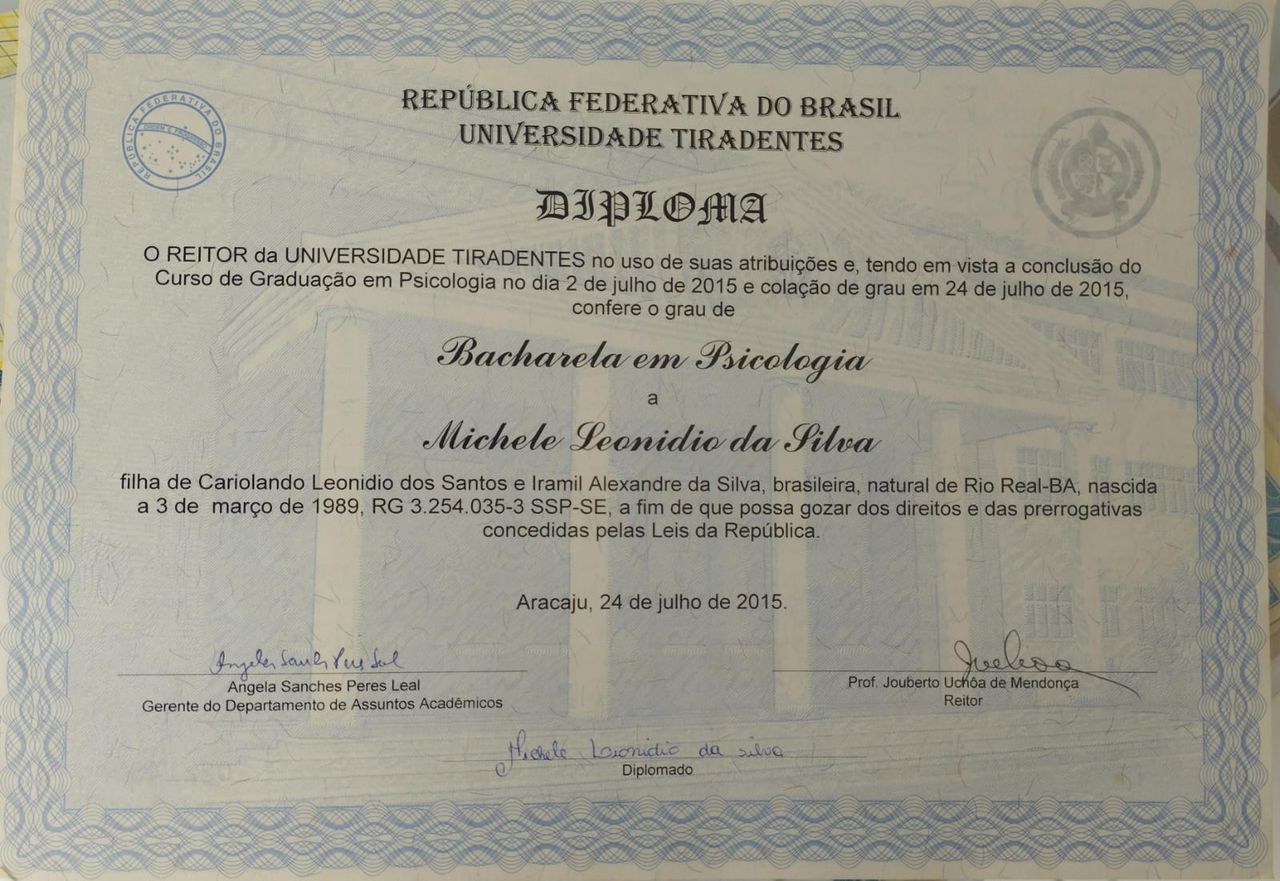 REPÚBLICA FEDERATIVA DO BRASIL
ORDEM E PROGRESSO
REPÚBLICA FEDERATIVA DO BRASIL
UNIVERSIDADE TIRADENTES
DIPLOMA
O REITOR da UNIVERSIDADE TIRADENTES no uso de suas atribuições e, tendo em vista a conclusão do
Curso de Graduação em Psicologia no dia 2 de julho de 2015 e colação de grau em 24 de julho de 2015,
confere o grau de
Bacharela em Psicologia
a
Michele Leonidio da Silva
filha de Cariolando Leonidio dos Santos e Iramil Alexandre da Silva, brasileira, natural de Rio Real-BA, nascida
a 3 de março de 1989, RG 3.254.035-3 SSP-SE, a fim de que possa gozar dos direitos e das prerrogativas
concedidas pelas Leis da República.
Aracaju, 24 de julho de 2015.
Angela Sanches Peres Leal
Gerente do Departamento de Assuntos Acadêmicos
Prof. Jouberto Uchôa de Mendonça
Reitor
Michele Leonidio da silva
Diplomado